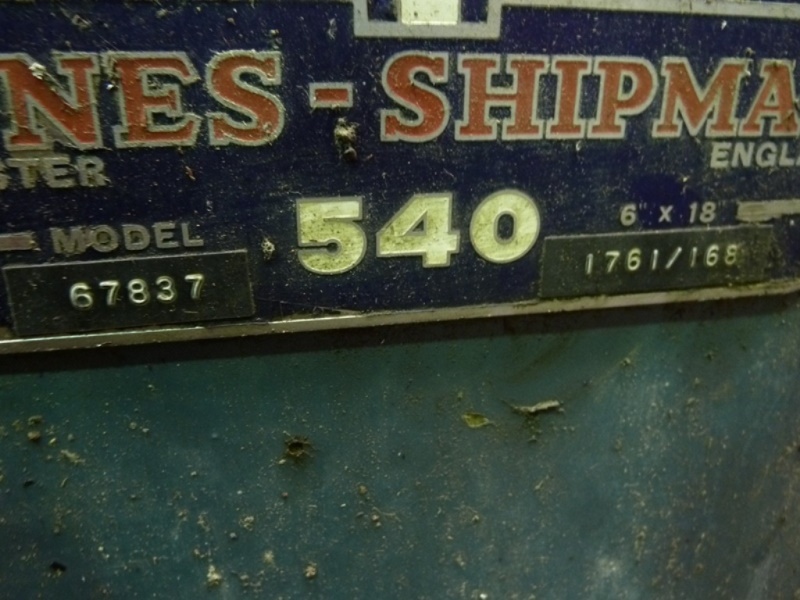 NES-SHIPMA
STER ENGL
MODEL 540 6" x 18"
67837 1761/168